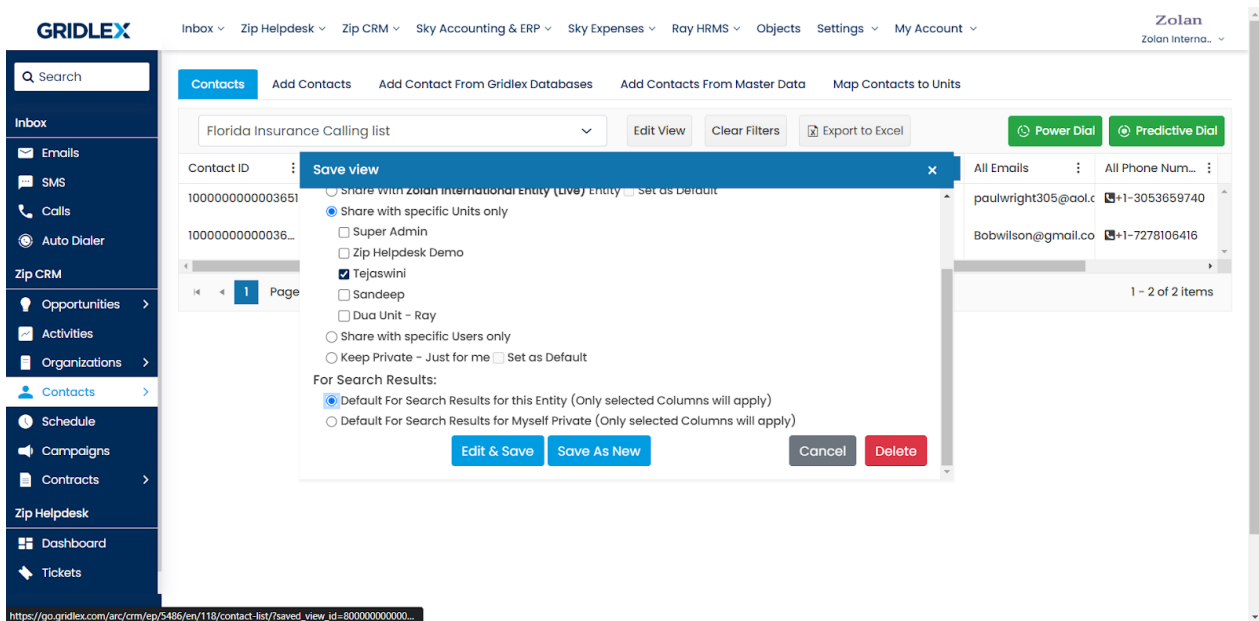 GRIDLEX
Inbox Zip Helpdesk Zip CRM Sky Accounting & ERP Sky Expenses Ray HRMS Objects Settings My Account
Zolan
Zolan Interna..
Search
Inbox
Emails
SMS
Calls
Auto Dialer
Zip CRM
Opportunities
Activities
Organizations
Contacts
Schedule
Campaigns
Contracts
Zip Helpdesk
Dashboard
Tickets
Contacts Add Contacts Add Contact From Gridlex Databases Add Contacts From Master Data Map Contacts to Units
Florida Insurance Calling list Edit View Clear Filters Export to Excel Power Dial Predictive Dial
Contact ID All Emails All Phone Num...
1000000000003651 paulwright305@aol.c +1-3053659740
10000000000036... Bobwilson@gmail.co +1-7278106416
1 Page 1 - 2 of 2 items
Save view ×
Share With Zolan International Entity (Live) Entity Set as Default
Share with specific Units only
Super Admin
Zip Helpdesk Demo
Tejaswini
Sandeep
Dua Unit - Ray
Share with specific Users only
Keep Private - Just for me Set as Default
For Search Results:
Default For Search Results for this Entity (Only selected Columns will apply)
Default For Search Results for Myself Private (Only selected Columns will apply)
Edit & Save Save As New Cancel Delete
https://go.gridlex.com/arc/crm/ep/5486/en/118/contact-list/?saved_view_id=800000000000...